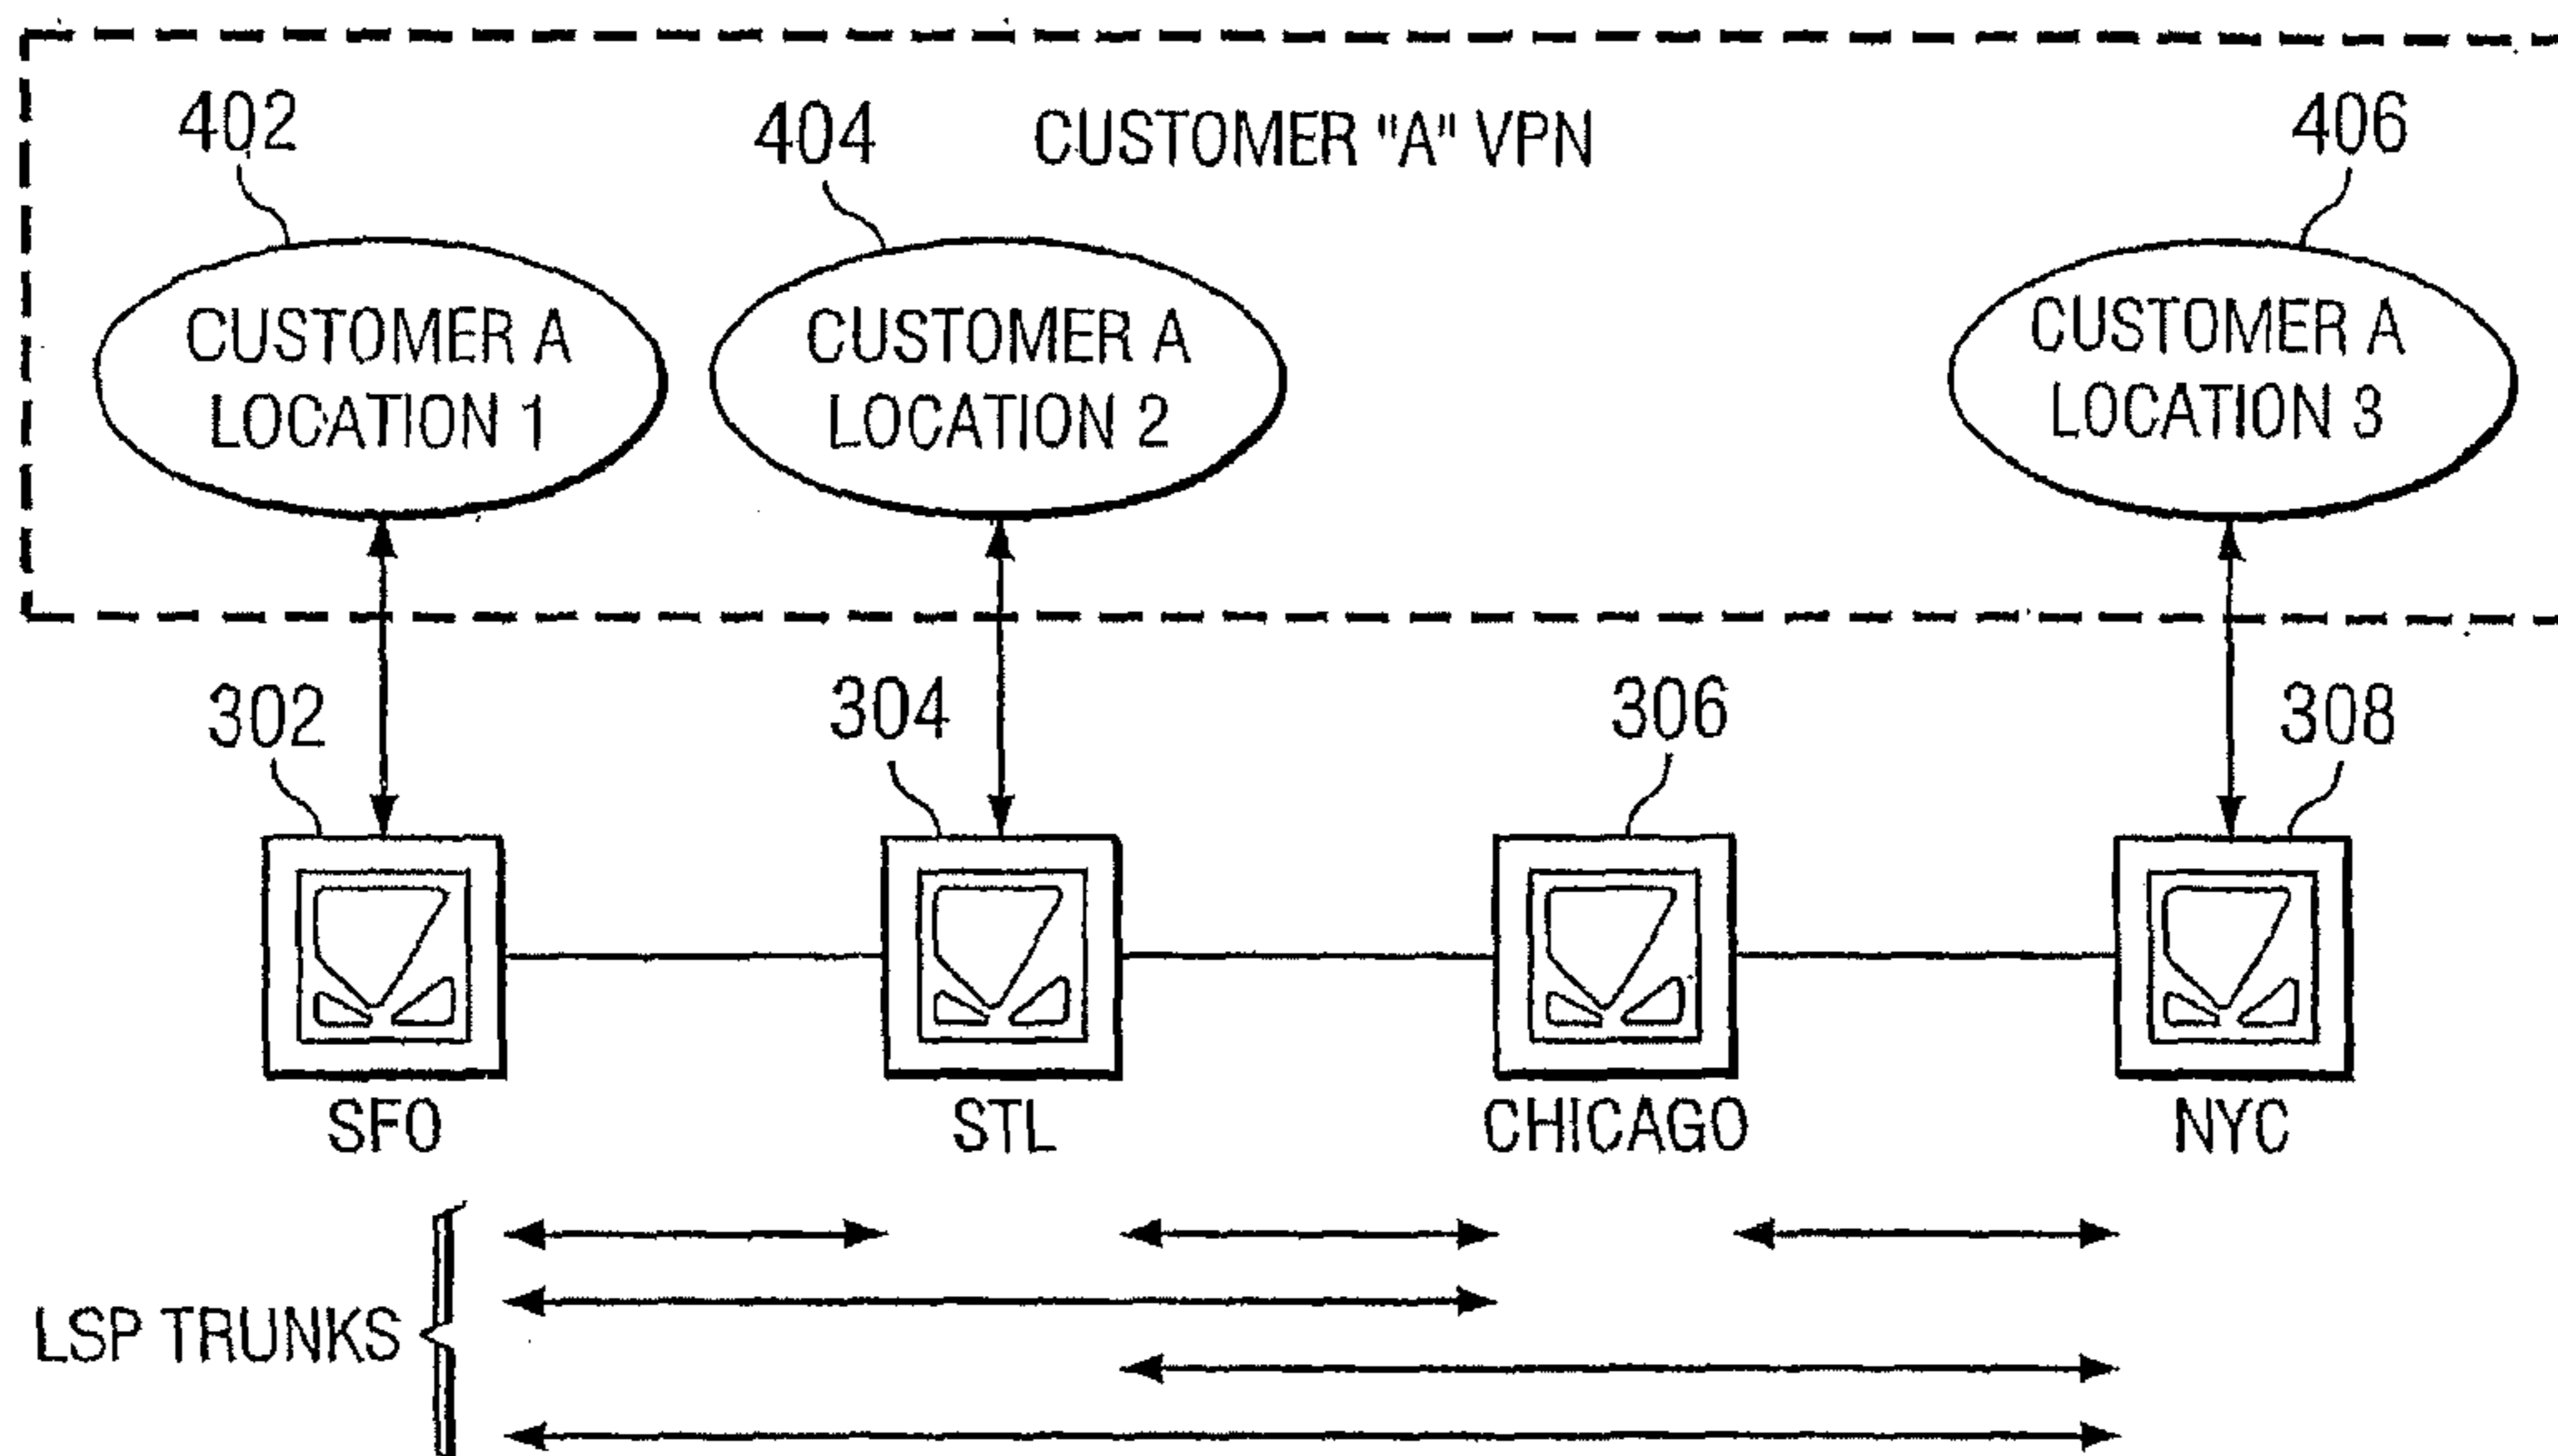 402
404
CUSTOMER "A" VPN
406
CUSTOMER A
LOCATION 1
CUSTOMER A
LOCATION 2
CUSTOMER A
LOCATION 3
302
304
306
308
SFO
STL
CHICAGO
NYC
LSP TRUNKS